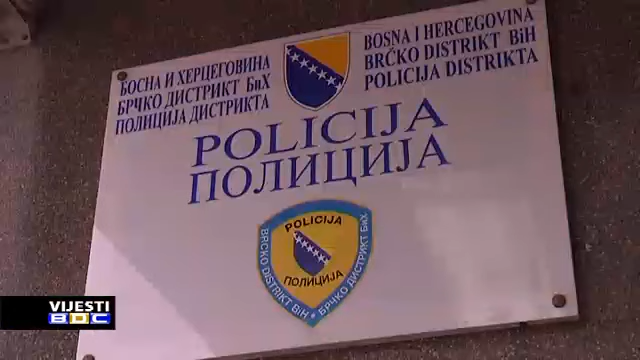 БОСНА И ХЕРЦЕГОВИНА
БРЧКО ДИСТРИКТ БиХ
ПОЛИЦИЈА ДИСТРИКТА
BOSNA I HERCEGOVINA
BRČKO DISTRIKT BiH
POLICIJA DISTRIKTA
POLICIJA
ПОЛИЦИЈА
POLICIJA
ПОЛИЦИЈА
BRČKO DISTRIKT BiH * БРЧКО ДИСТРИКТ БиХ
VIJESTI
BDC